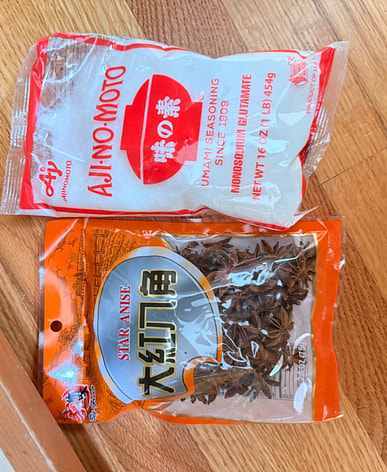 AJI-NO-MOTO
味の素
UMAMI SEASONING
SINCE 1909
MONOSODIUM GLUTAMATE
NET WT 16 OZ (1 LB) 454g
AJINOMOTO
STAR ANISE
大紅八角